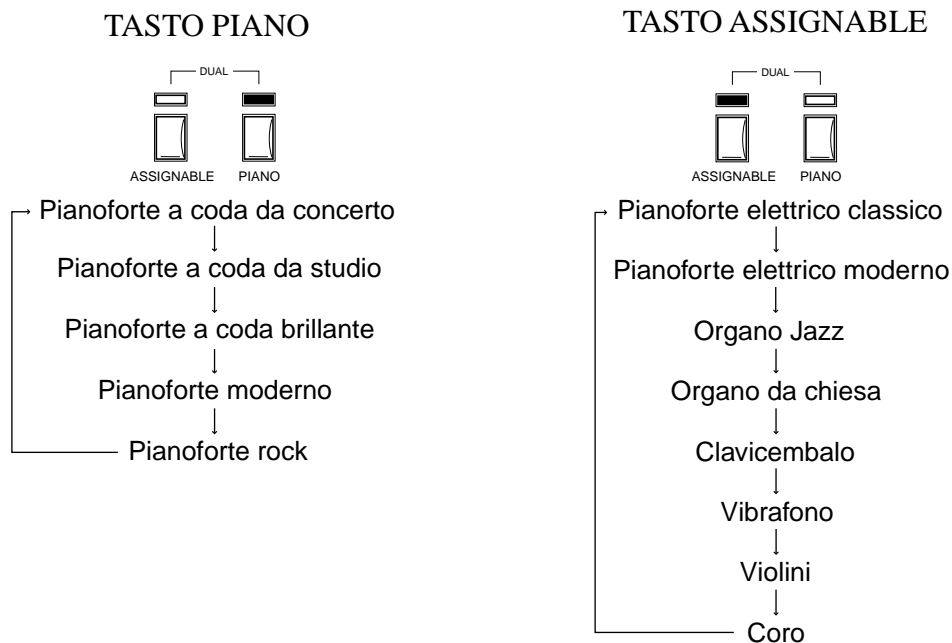 TASTO PIANO
DUAL
ASSIGNABLE PIANO
Pianoforte a coda da concerto
Pianoforte a coda da studio
Pianoforte a coda brillante
Pianoforte moderno
Pianoforte rock
TASTO ASSIGNABLE
DUAL
ASSIGNABLE PIANO
Pianoforte elettrico classico
Pianoforte elettrico moderno
Organo Jazz
Organo da chiesa
Clavicembalo
Vibrafono
Violini
Coro